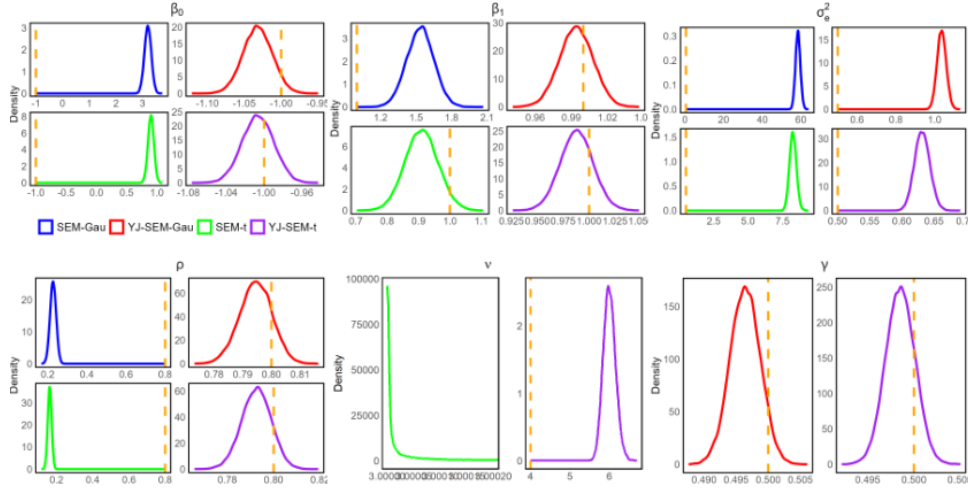 β₀ β₁ σ²ₑ
3 2 1 0 -1 0 1 2 3
20 15 10 5 0 -1.10 -1.05 -1.00 -0.95
3 2 1 0 1.2 1.5 1.8 2.1
30 20 10 0 0.96 0.99 1.02 1.0
0.3 0.2 0.1 0.0 0 20 40 60
15 10 5 0 0.50 0.75 1.00
Density Density Density
8 6 4 2 0 -1.0 -0.5 0.0 0.5 1.0
25 20 15 10 5 0 -1.08 -1.04 -1.00 -0.96
6 4 2 0 0.7 0.8 0.9 1.0 1.1
25 20 15 10 5 0 0.925 0.950 0.975 1.000 1.025 1.05
1.5 1.0 0.5 0.0 2.5 5.0 7.5
30 20 10 0 0.50 0.55 0.60 0.65 0.70
SEM-Gau YJ-SEM-Gau SEM-t YJ-SEM-t
ρ ν γ
20 10 0 0.2 0.4 0.6 0.8
60 40 20 0 0.78 0.79 0.80 0.81
Density Density Density
30 20 10 0 0.2 0.4 0.6 0.8
60 40 20 0 0.78 0.80 0.82
100000 75000 50000 25000 0
2 1 0 4 5 6
150 100 50 0 0.490 0.495 0.500 0.505
250 200 150 100 50 0 0.495 0.500 0.505